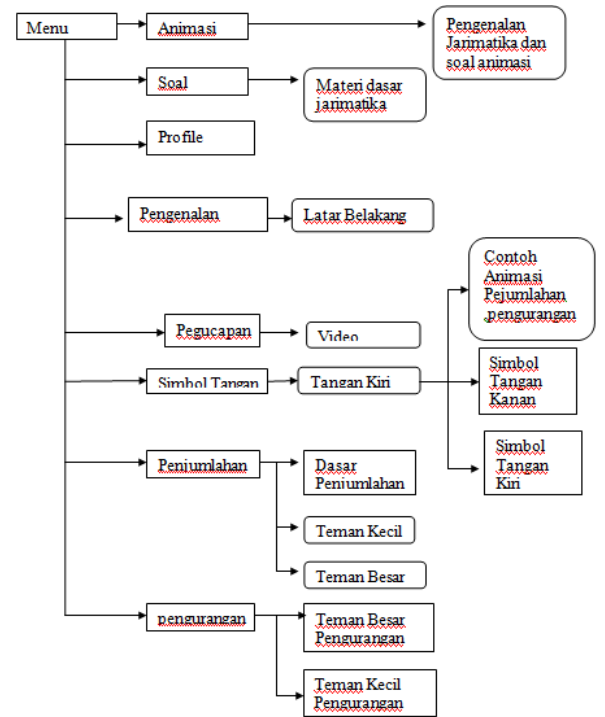 Menu
Animasi
Pengenalan
Jarimatika dan
soal animasi
Soal
Materi dasar
jarimatika
Profile
Pengenalan
Latar Belakang
Contoh
Animasi
Pejumlahan
,pengurangan
Pegucapan
Video
Simbol Tangan
Tangan Kiri
Simbol
Tangan
Kanan
Simbol
Tangan
Kiri
Penjumlahan
Dasar
Penjumlahan
Teman Kecil
Teman Besar
pengurangan
Teman Besar
Pengurangan
Teman Kecil
Pengurangan